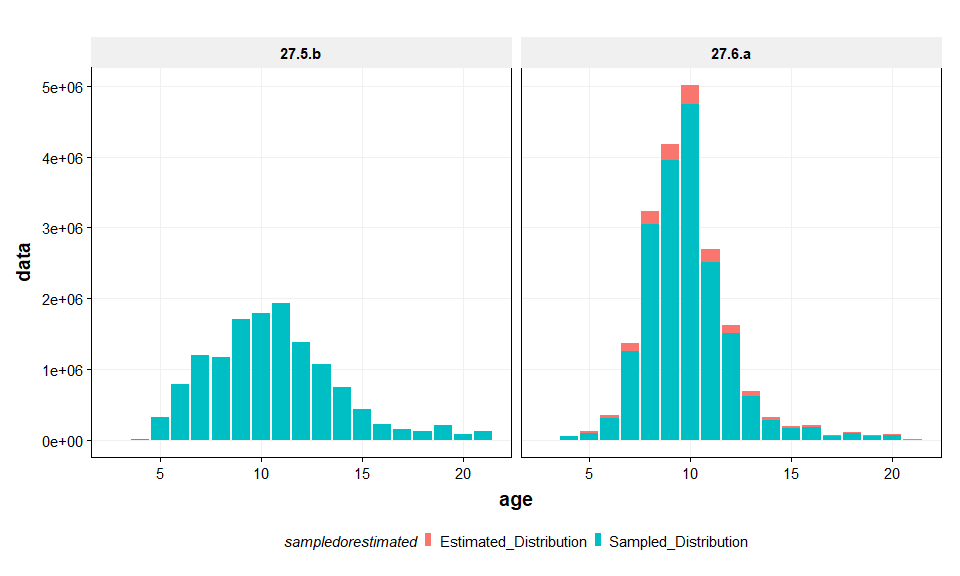 27.5.b 27.6.a
5e+06
4e+06
3e+06
2e+06
1e+06
0e+00
data
5 10 15 20 5 10 15 20
age
sampledorestimated Estimated_Distribution Sampled_Distribution